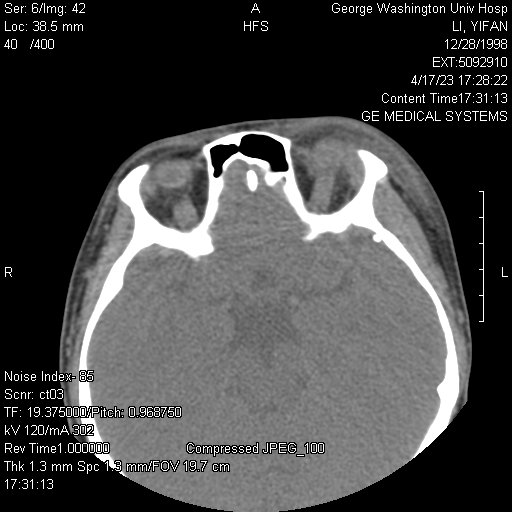 Ser: 6/Img: 42
Loc: 38.5 mm
40 /400
A
HFS
George Washington Univ Hosp
LI, YIFAN
12/28/1998
EXT:5092910
4/17/23 17:28:22
Content Time17:31:13
GE MEDICAL SYSTEMS
R
L
Noise Index- 85
Scnr: ct03
TF: 19.375000/Pitch: 0.968750
kV 120/mA 302
Rev Time1.000000
Compressed JPEG_100
Thk 1.3 mm Spc 1.3 mm/FOV 19.7 cm
17:31:13